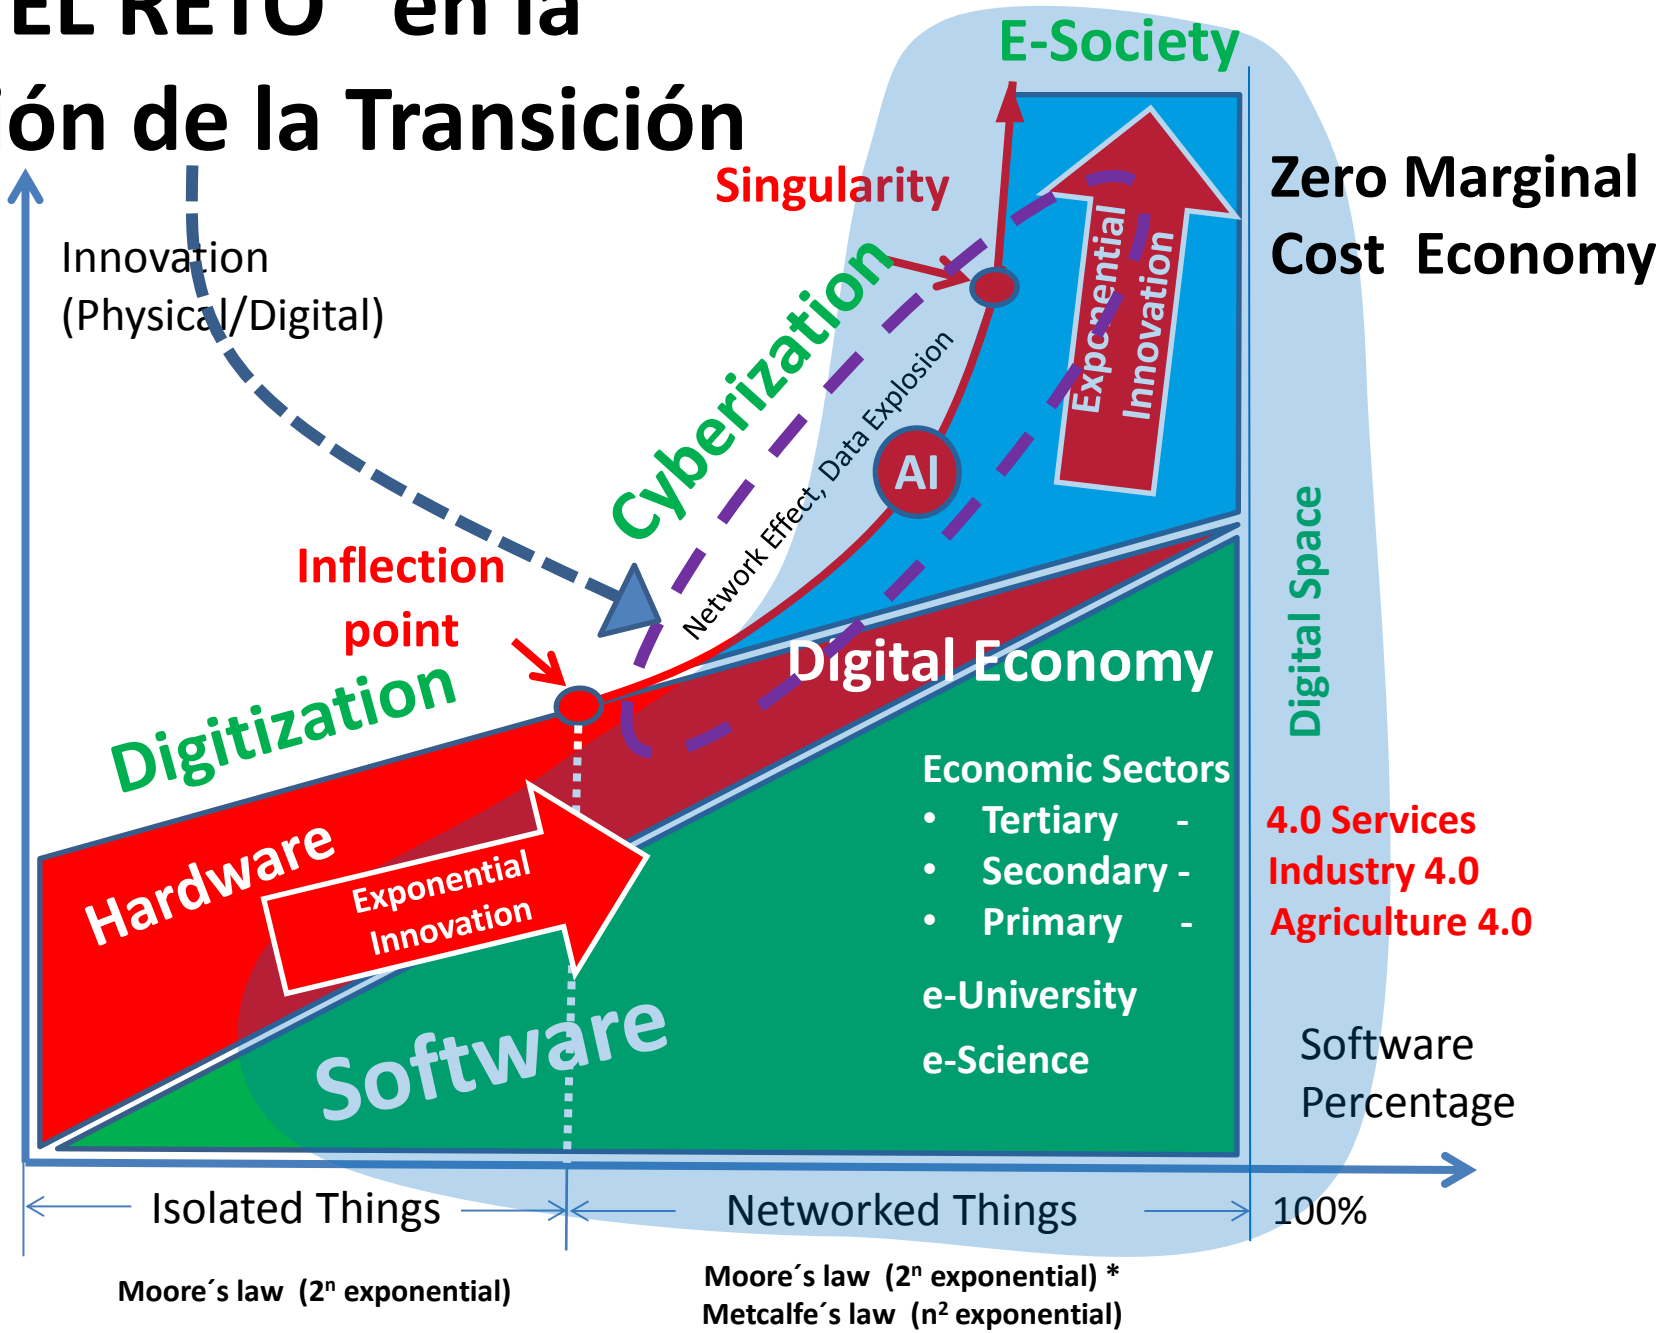 EL RETO en la
ión de la Transición
E-Society
Singularity
Zero Marginal
Cost Economy
Innovation
(Physical/Digital)
Exponential
Innovation
Cyberization
Network Effect, Data Explosion
AI
Inflection
point
Digital Space
Digitization
Digital Economy
Hardware
Exponential
Innovation
Economic Sectors
• Tertiary - 4.0 Services
• Secondary - Industry 4.0
• Primary - Agriculture 4.0
e-University
e-Science
Software
Software
Percentage
Isolated Things
Networked Things
100%
Moore´s law (2ⁿ exponential)
Moore´s law (2ⁿ exponential) *
Metcalfe´s law (n² exponential)